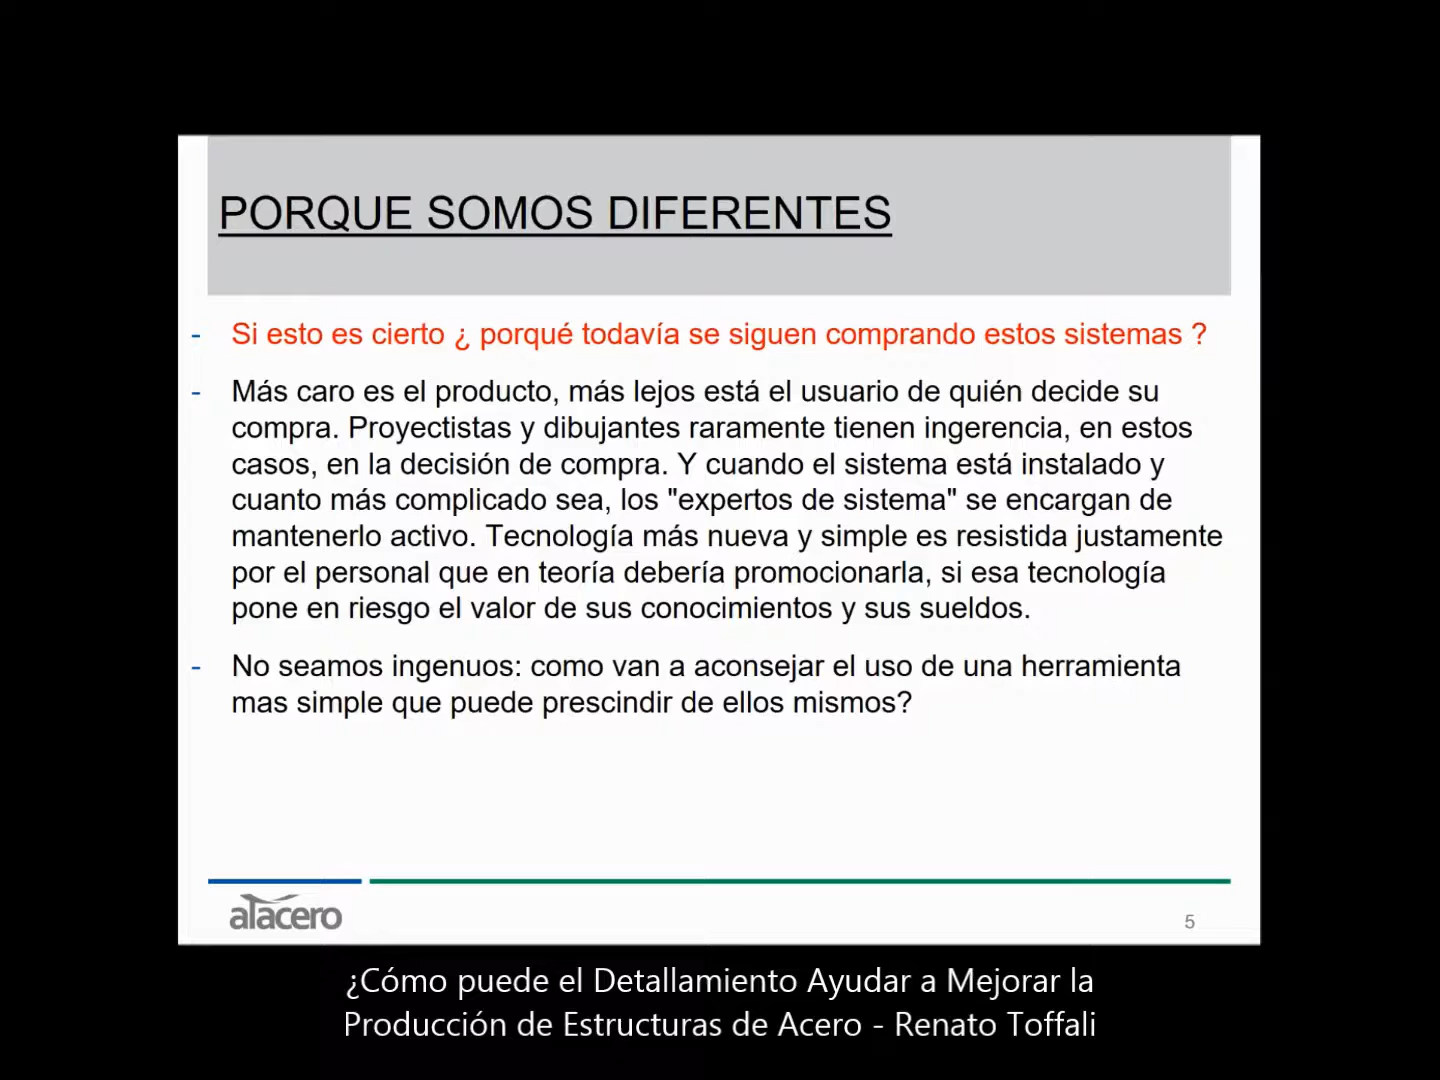 PORQUE SOMOS DIFERENTES
- Si esto es cierto ¿ porqué todavía se siguen comprando estos sistemas ?
- Más caro es el producto, más lejos está el usuario de quién decide su
compra. Proyectistas y dibujantes raramente tienen ingerencia, en estos
casos, en la decisión de compra. Y cuando el sistema está instalado y
cuanto más complicado sea, los "expertos de sistema" se encargan de
mantenerlo activo. Tecnología más nueva y simple es resistida justamente
por el personal que en teoría debería promocionarla, si esa tecnología
pone en riesgo el valor de sus conocimientos y sus sueldos.
- No seamos ingenuos: como van a aconsejar el uso de una herramienta
mas simple que puede prescindir de ellos mismos?
alacero
5
¿Cómo puede el Detallamiento Ayudar a Mejorar la
Producción de Estructuras de Acero - Renato Toffali